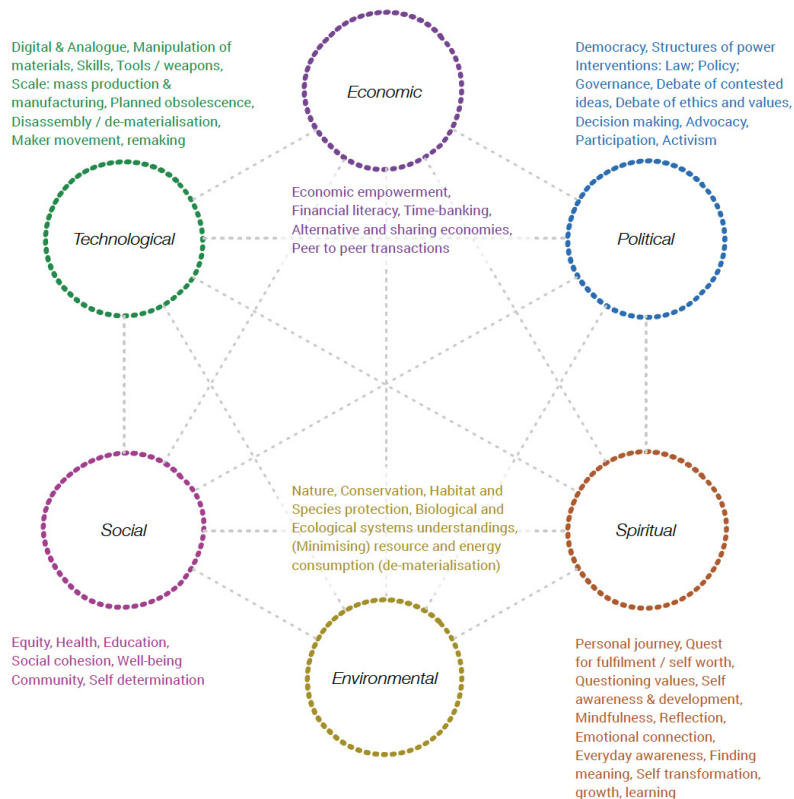 Digital & Analogue, Manipulation of
materials, Skills, Tools / weapons,
Scale: mass production &
manufacturing, Planned obsolescence,
Disassembly / de-materialisation,
Maker movement, remaking
Economic
Democracy, Structures of power
Interventions: Law; Policy;
Governance, Debate of contested
ideas, Debate of ethics and values,
Decision making, Advocacy,
Participation, Activism
Technological
Economic empowerment,
Financial literacy, Time-banking,
Alternative and sharing economies,
Peer to peer transactions
Political
Social
Nature, Conservation, Habitat and
Species protection, Biological and
Ecological systems understandings,
(Minimising) resource and energy
consumption (de-materialisation)
Spiritual
Equity, Health, Education,
Social cohesion, Well-being
Community, Self determination
Environmental
Personal journey, Quest
for fulfilment / self worth,
Questioning values, Self
awareness & development,
Mindfulness, Reflection,
Emotional connection,
Everyday awareness, Finding
meaning, Self transformation,
growth, learning